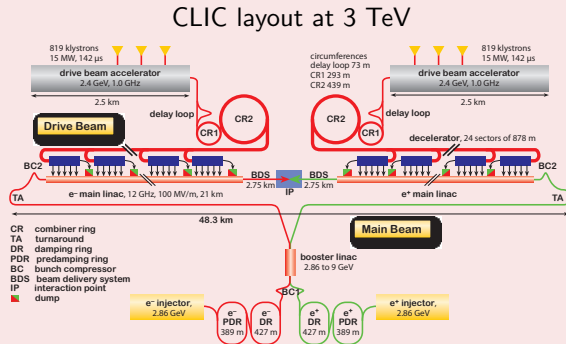 CLIC layout at 3 TeV
819 klystrons
15 MW, 142 µs
drive beam accelerator
2.4 GeV, 1.0 GHz
2.5 km
delay loop
CR1
CR2
circumferences
delay loop 73 m
CR1 293 m
CR2 439 m
CR2
CR1
delay loop
819 klystrons
15 MW, 142 µs
drive beam accelerator
2.4 GeV, 1.0 GHz
2.5 km
Drive Beam
decelerator, 24 sectors of 878 m
BC2
BDS
2.75 km
IP
BDS
2.75 km
BC2
TA
e⁻ main linac, 12 GHz, 100 MV/m, 21 km
e⁺ main linac
TA
48.3 km
Main Beam
CR combiner ring
TA turnaround
DR damping ring
PDR predamping ring
BC bunch compressor
BDS beam delivery system
IP interaction point
dump
booster linac
2.86 to 9 GeV
BC1
e⁻ injector,
2.86 GeV
e⁻
PDR
389 m
e⁻
DR
427 m
e⁺
DR
427 m
e⁺
PDR
389 m
e⁺ injector,
2.86 GeV